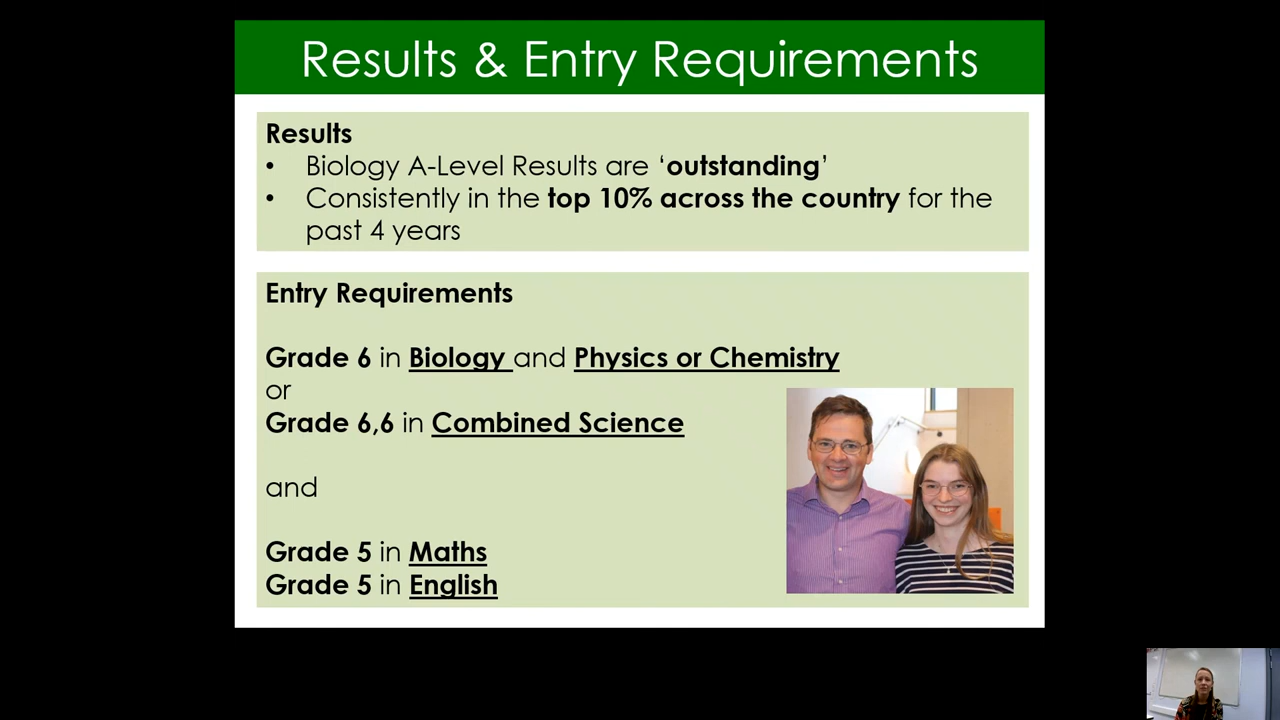 Results & Entry Requirements
Results
• Biology A-Level Results are ‘outstanding’
• Consistently in the top 10% across the country for the
past 4 years
Entry Requirements
Grade 6 in Biology and Physics or Chemistry
or
Grade 6,6 in Combined Science
and
Grade 5 in Maths
Grade 5 in English